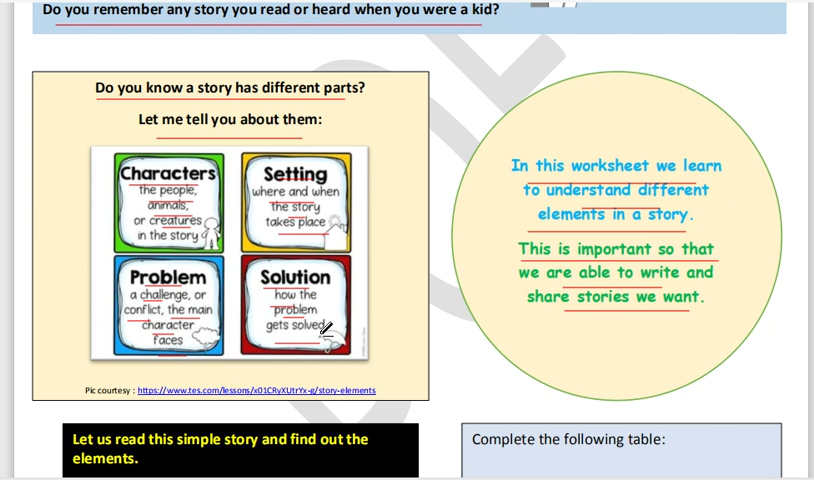 Do you remember any story you read or heard when you were a kid?
Do you know a story has different parts?
Let me tell you about them:
Characters
the people,
animals,
or creatures
in the story
Setting
where and when
the story
takes place
Problem
a challenge, or
conflict, the main
character
faces
Solution
how the
problem
gets solved
Pic courtesy : https://www.tes.com/lessons/x01CRyXUtrYx-g/story-elements
In this worksheet we learn
to understand different
elements in a story.
This is important so that
we are able to write and
share stories we want.
Let us read this simple story and find out the
elements.
Complete the following table: